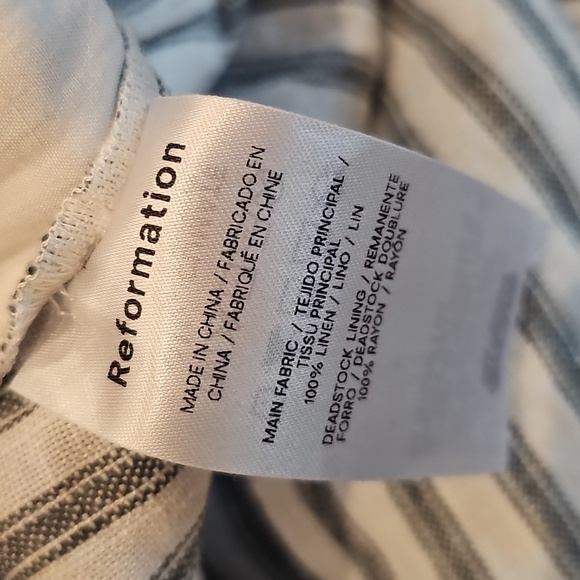 Reformation
MADE IN CHINA / FABRICADO EN
CHINA / FABRIQUÉ EN CHINE
MAIN FABRIC / TEJIDO PRINCIPAL /
TISSU PRINCIPAL
100% LINEN / LINO / LIN
DEADSTOCK LINING / REMANENTE
FORRO / DEADSTOCK DOUBLURE
100% RAYON / RAYÓN